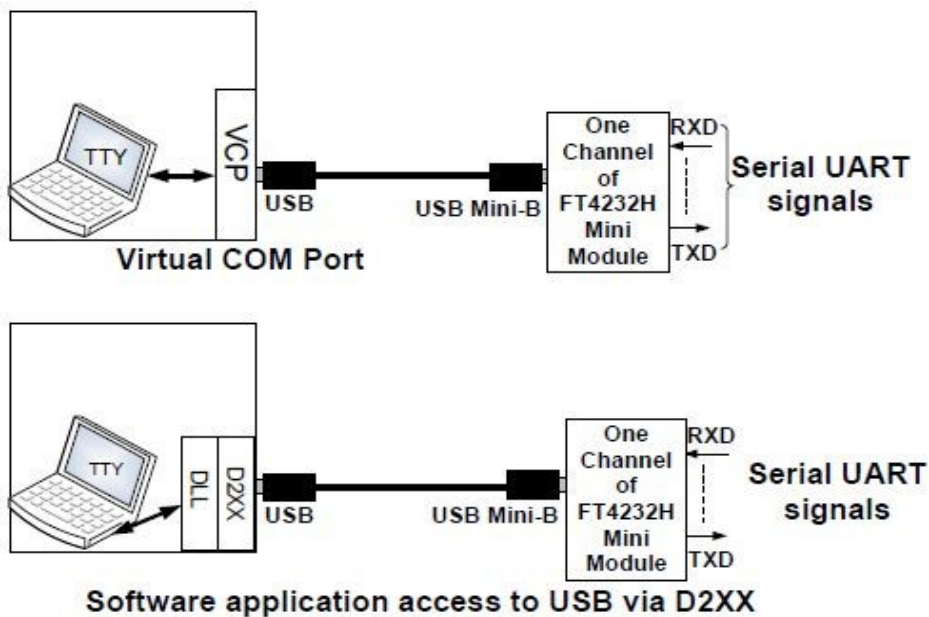 TTY
VCP
USB
USB Mini-B
One
Channel
of
FT4232H
Mini
Module
RXD
TXD
Serial UART
signals
Virtual COM Port
TTY
DLL
D2XX
USB
USB Mini-B
One
Channel
of
FT4232H
Mini
Module
RXD
TXD
Serial UART
signals
Software application access to USB via D2XX